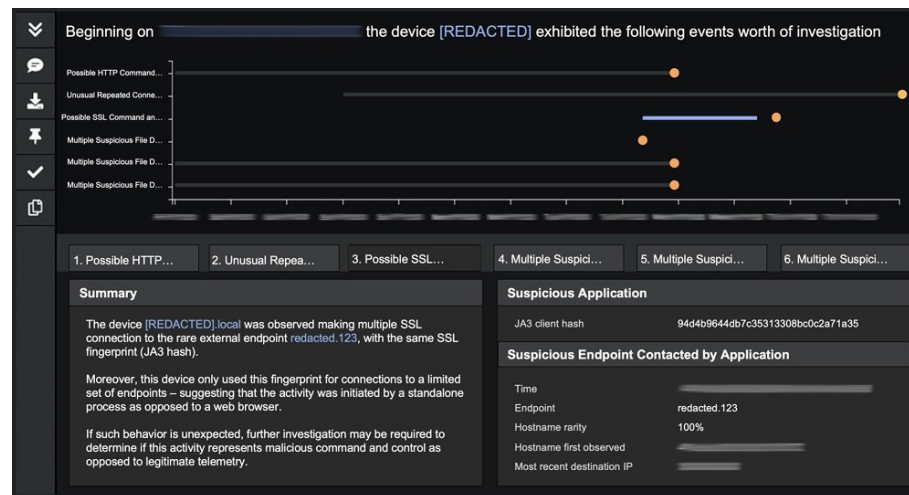 Beginning on the device [REDACTED] exhibited the following events worth of investigation
Possible HTTP Command...
Unusual Repeated Conne...
Possible SSL Command an...
Multiple Suspicious File D...
Multiple Suspicious File D...
Multiple Suspicious File D...
1. Possible HTTP...
2. Unusual Repea...
3. Possible SSL...
4. Multiple Suspici...
5. Multiple Suspici...
6. Multiple Suspici...
Summary
The device [REDACTED].local was observed making multiple SSL
connection to the rare external endpoint redacted.123, with the same SSL
fingerprint (JA3 hash).
Moreover, this device only used this fingerprint for connections to a limited
set of endpoints – suggesting that the activity was initiated by a standalone
process as opposed to a web browser.
If such behavior is unexpected, further investigation may be required to
determine if this activity represents malicious command and control as
opposed to legitimate telemetry.
Suspicious Application
JA3 client hash 94d4b9644db7c35313308bc0c2a71a35
Suspicious Endpoint Contacted by Application
Time
Endpoint redacted.123
Hostname rarity 100%
Hostname first observed
Most recent destination IP